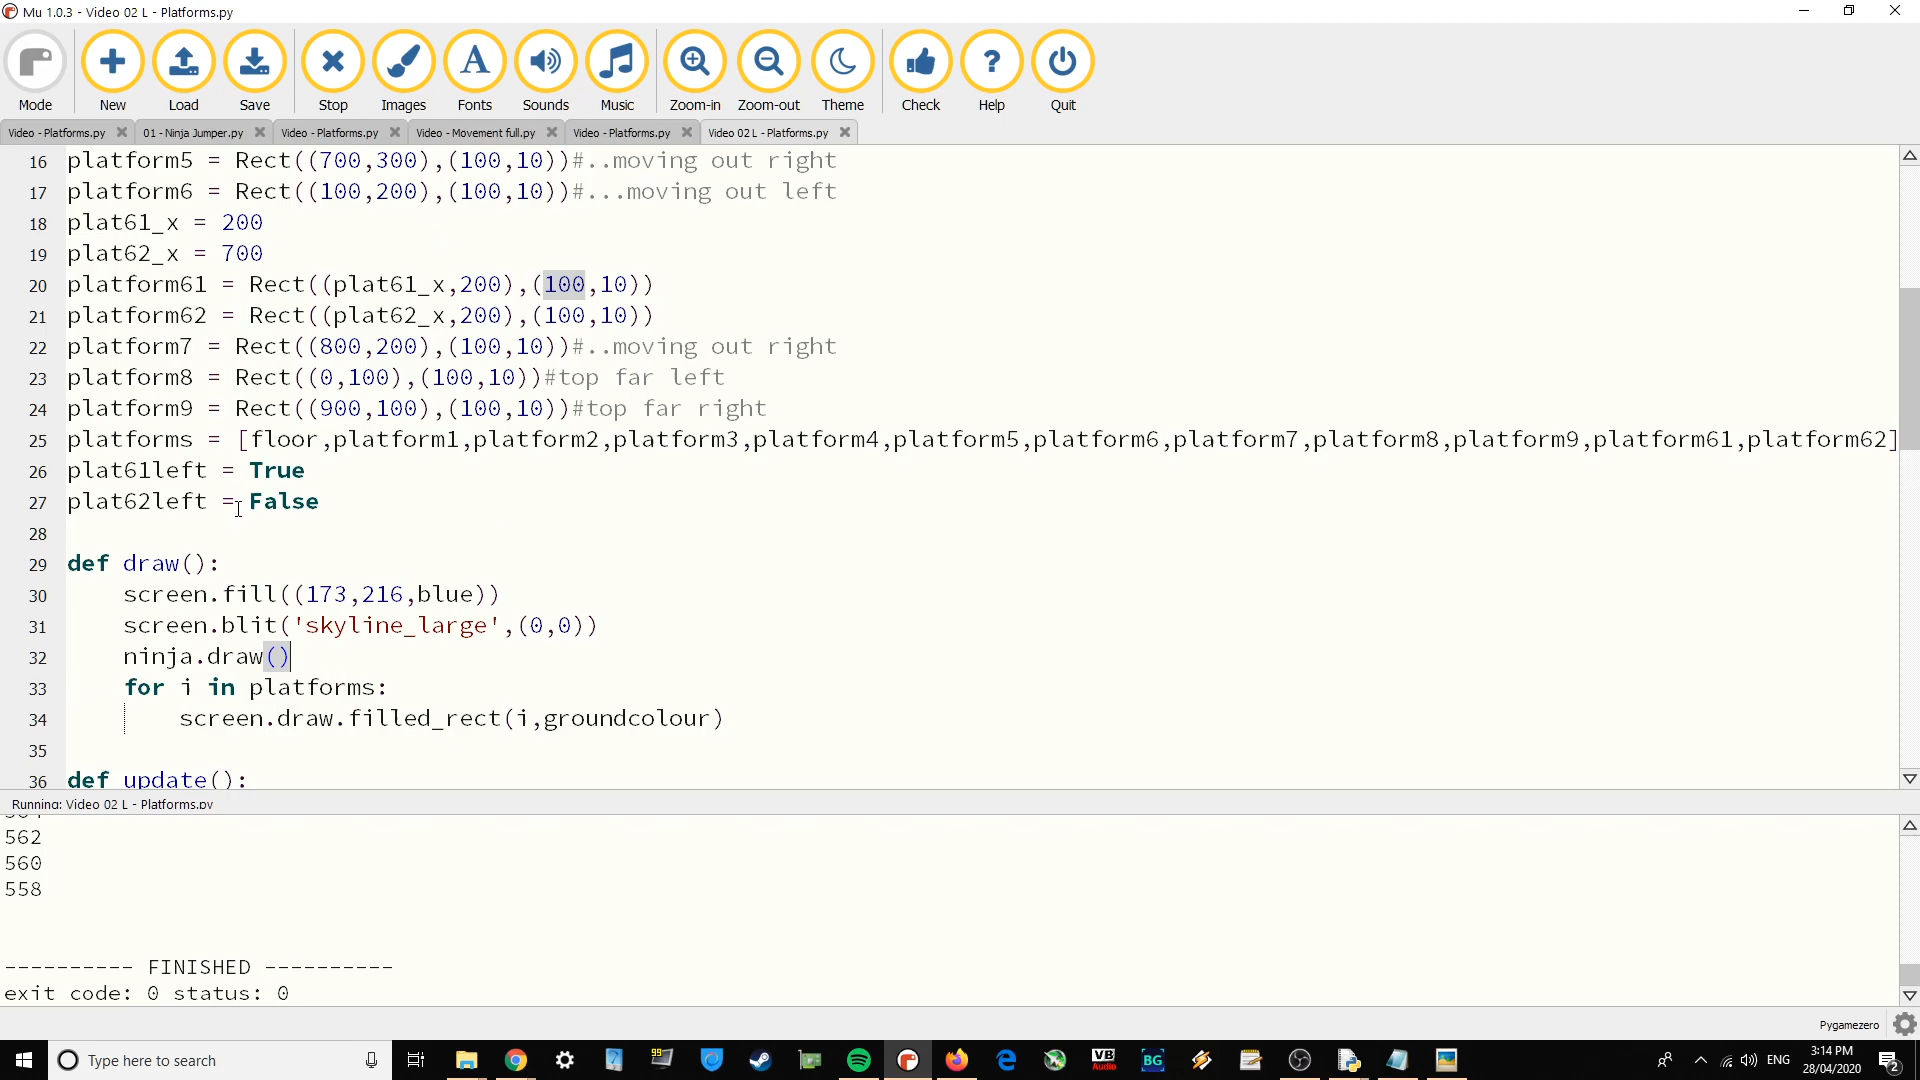 Mu 1.0.3 - Video 02 L - Platforms.py
Mode New Load Save Stop Images Fonts Sounds Music Zoom-in Zoom-out Theme Check Help Quit
Video - Platforms.py 01 - Ninja Jumper.py Video - Platforms.py Video - Movement full.py Video - Platforms.py Video 02 L - Platforms.py
16 platform5 = Rect((700,300),(100,10))#..moving out right
17 platform6 = Rect((100,200),(100,10))#...moving out left
18 plat61_x = 200
19 plat62_x = 700
20 platform61 = Rect((plat61_x,200),(100,10))
21 platform62 = Rect((plat62_x,200),(100,10))
22 platform7 = Rect((800,200),(100,10))#..moving out right
23 platform8 = Rect((0,100),(100,10))#top far left
24 platform9 = Rect((900,100),(100,10))#top far right
25 platforms = [floor,platform1,platform2,platform3,platform4,platform5,platform6,platform7,platform8,platform9,platform61,platform62]
26 plat61left = True
27 plat62left = False
28
29 def draw():
30 screen.fill((173,216,blue))
31 screen.blit('skyline_large',(0,0))
32 ninja.draw()
33 for i in platforms:
34 screen.draw.filled_rect(i,groundcolour)
35
36 def update():
Running: Video 02 L - Platforms.py
562
560
558
---------- FINISHED ----------
exit code: 0 status: 0
Pygamezero
Type here to search
99
VB Audio
BG
ENG
3:14 PM
28/04/2020
2